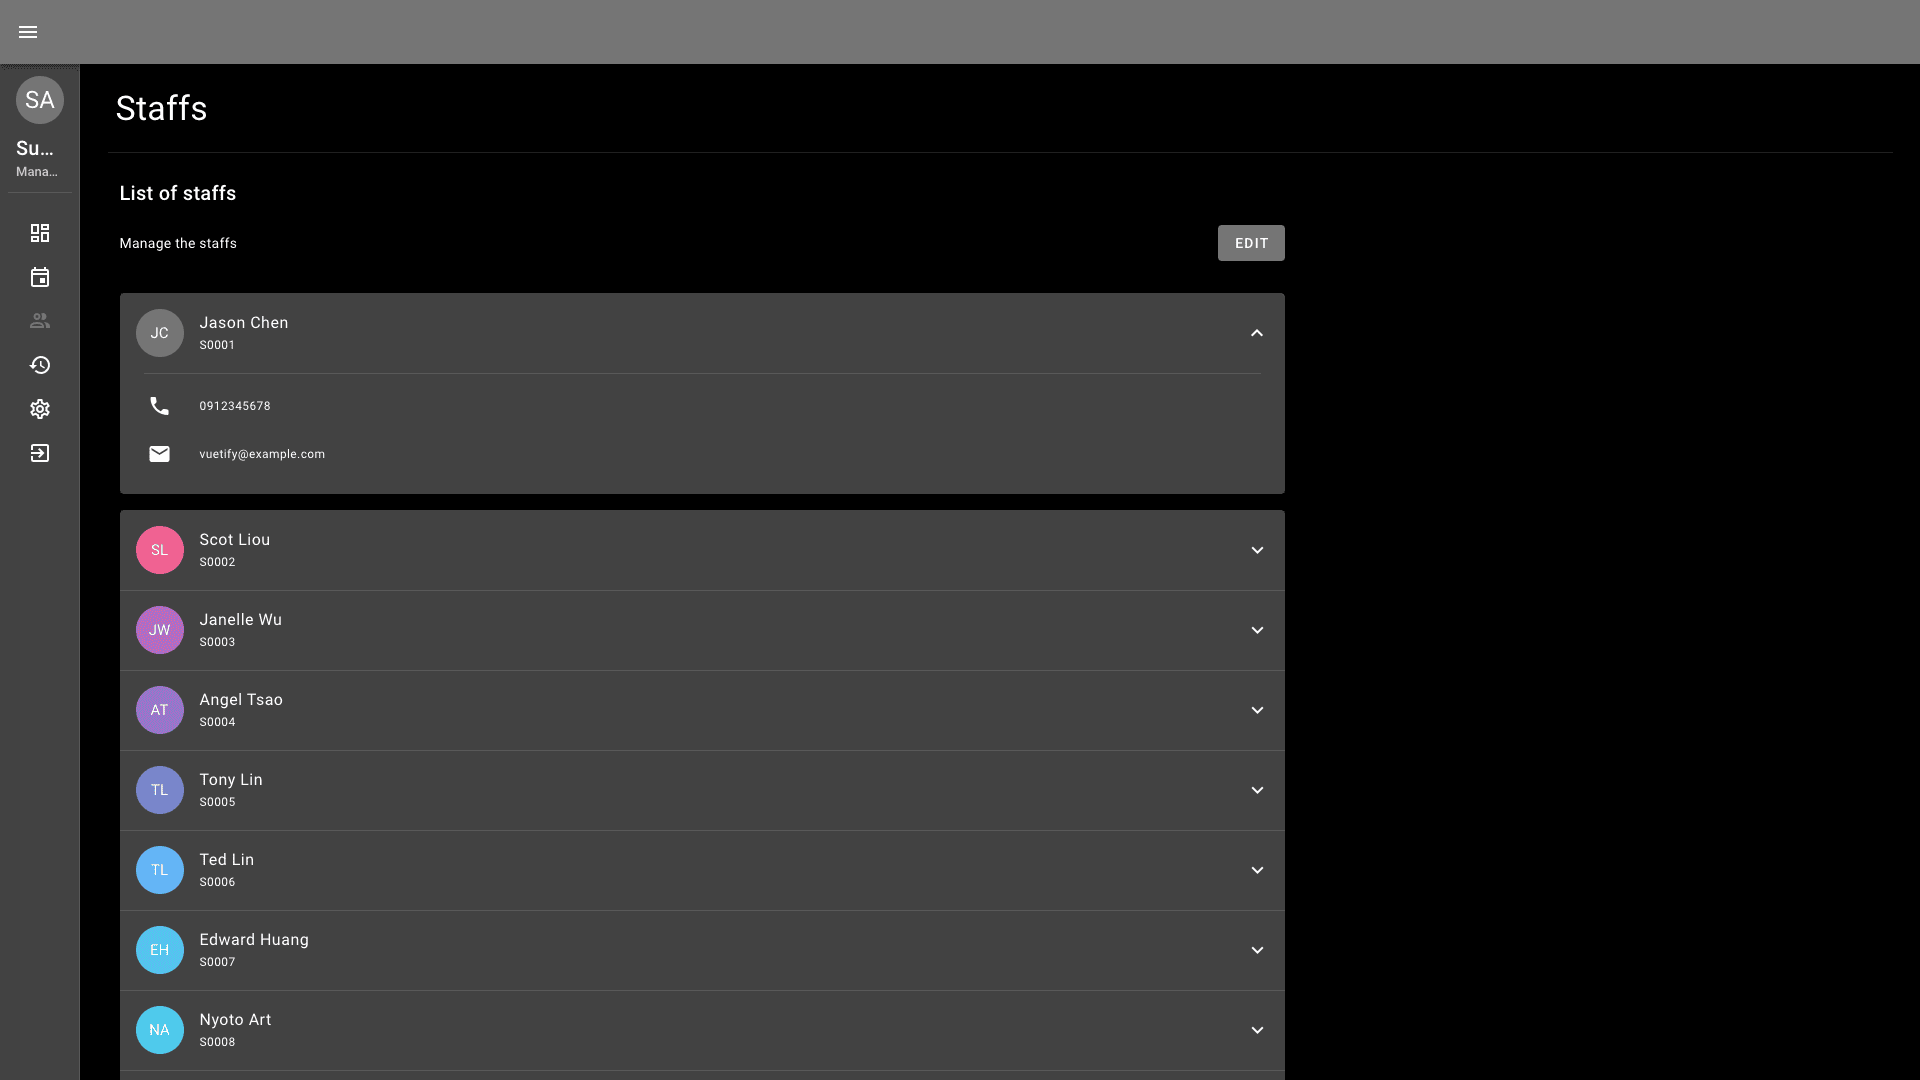 SA
Su...
Mana...
Staffs
List of staffs
Manage the staffs
EDIT
JC
Jason Chen
S0001
0912345678
vuetify@example.com
SL
Scot Liou
S0002
JW
Janelle Wu
S0003
AT
Angel Tsao
S0004
TL
Tony Lin
S0005
TL
Ted Lin
S0006
EH
Edward Huang
S0007
NA
Nyoto Art
S0008